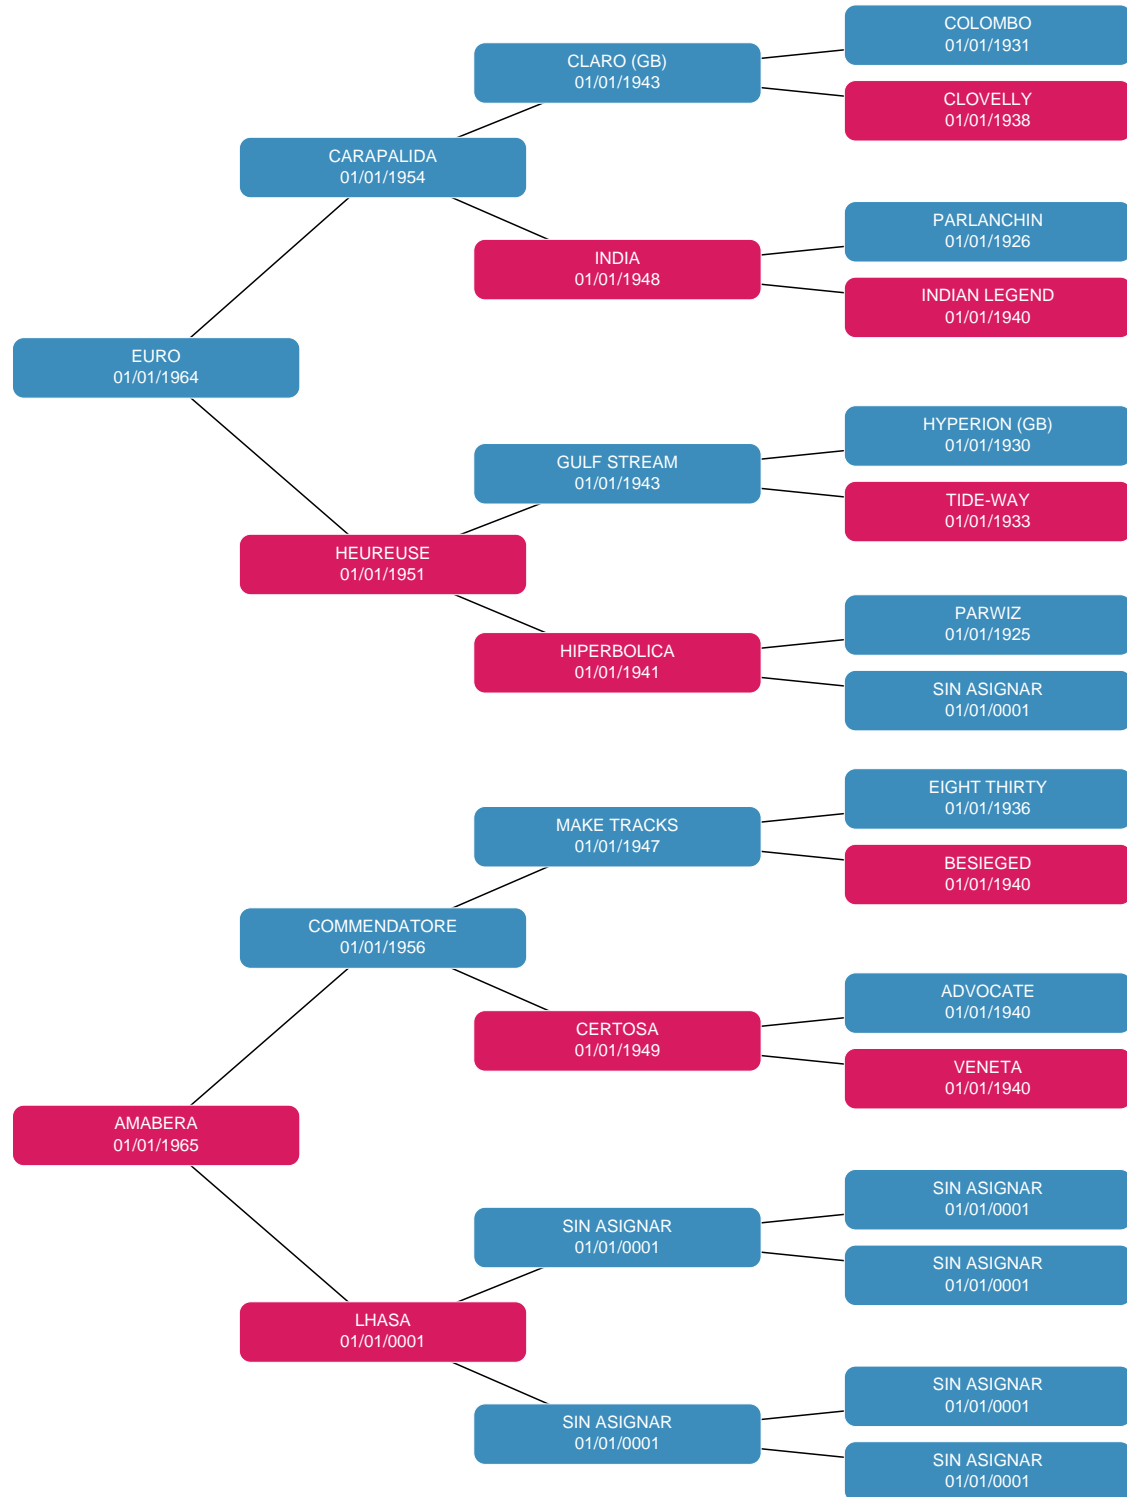 COLOMBO
01/01/1931
CLARO (GB)
01/01/1943
CLOVELLY
01/01/1938
CARAPALIDA
01/01/1954
PARLANCHIN
01/01/1926
INDIA
01/01/1948
INDIAN LEGEND
01/01/1940
EURO
01/01/1964
HYPERION (GB)
01/01/1930
GULF STREAM
01/01/1943
TIDE-WAY
01/01/1933
HEUREUSE
01/01/1951
PARWIZ
01/01/1925
HIPERBOLICA
01/01/1941
SIN ASIGNAR
01/01/0001
EIGHT THIRTY
01/01/1936
MAKE TRACKS
01/01/1947
BESIEGED
01/01/1940
COMMENDATORE
01/01/1956
ADVOCATE
01/01/1940
CERTOSA
01/01/1949
VENETA
01/01/1940
AMABERA
01/01/1965
SIN ASIGNAR
01/01/0001
SIN ASIGNAR
01/01/0001
SIN ASIGNAR
01/01/0001
LHASA
01/01/0001
SIN ASIGNAR
01/01/0001
SIN ASIGNAR
01/01/0001
SIN ASIGNAR
01/01/0001